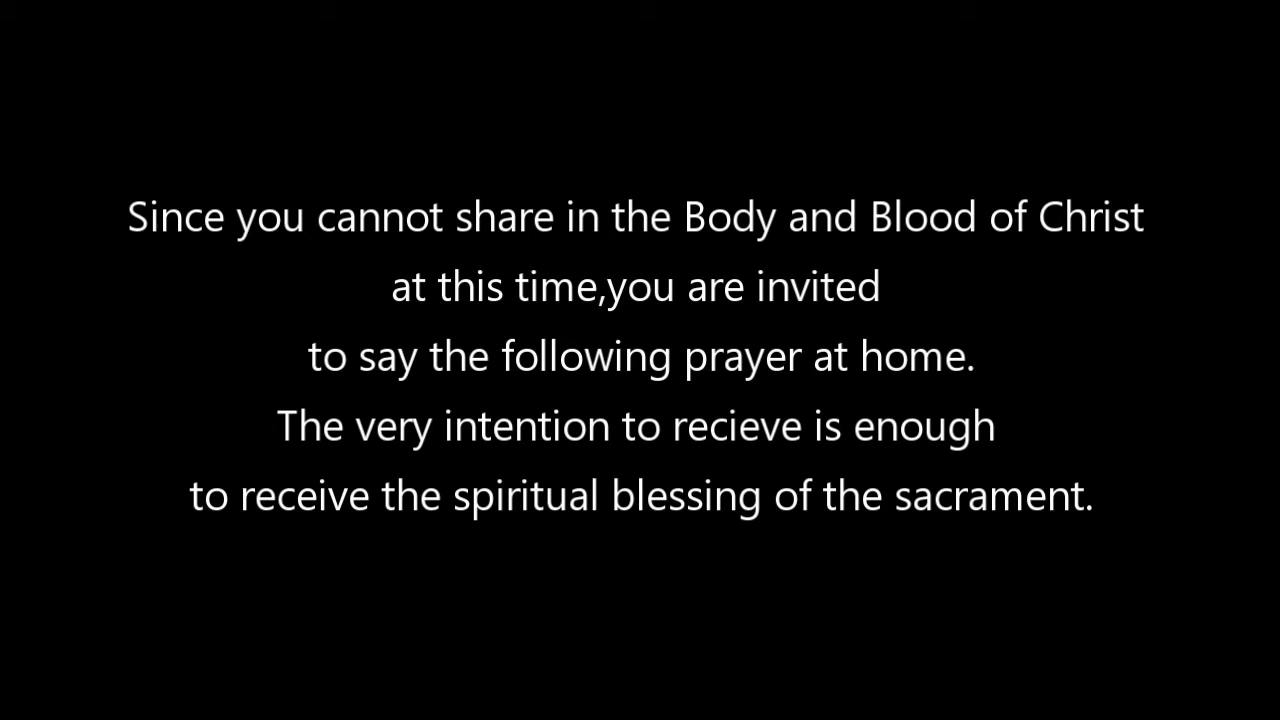 Since you cannot share in the Body and Blood of Christ
at this time,you are invited
to say the following prayer at home.
The very intention to recieve is enough
to receive the spiritual blessing of the sacrament.